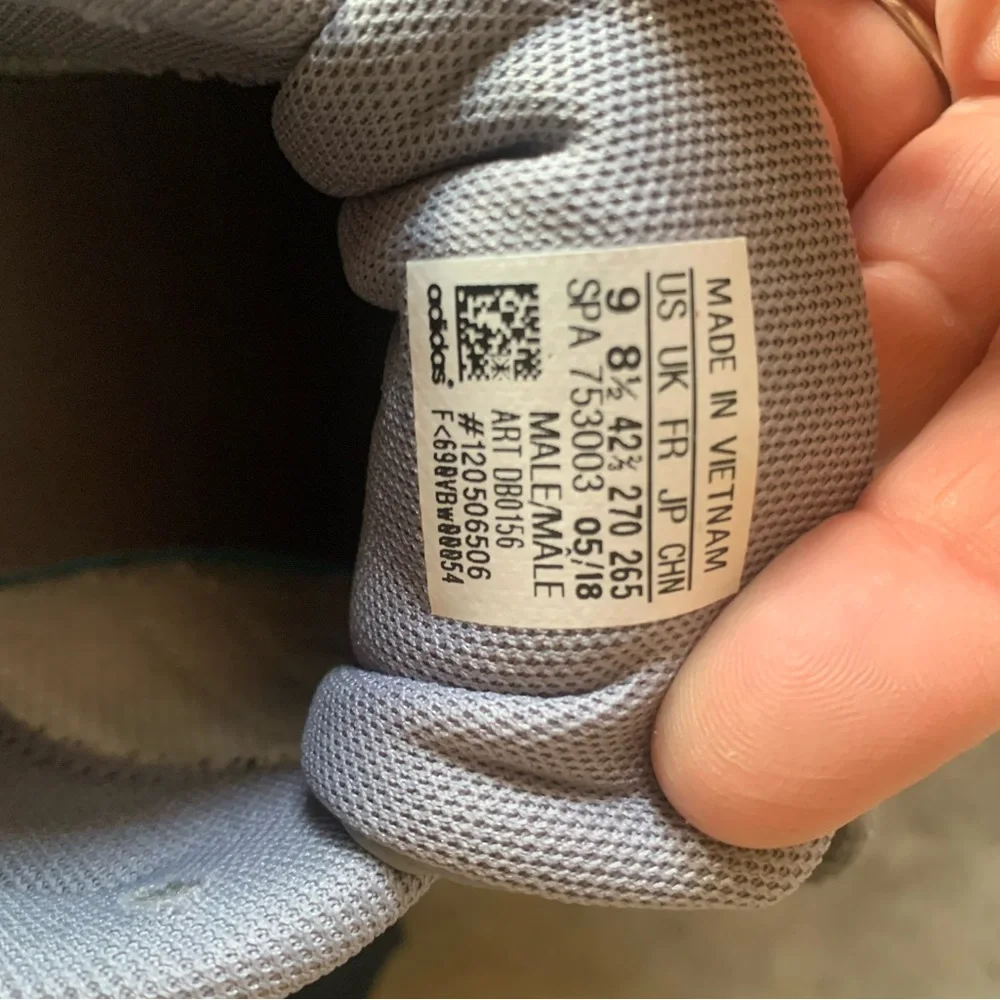 MADE IN VIETNAM
US UK FR JP CHN
9 8½ 42⅔ 270 265
SPA 753003 05/18
MALE/MÂLE
ART DB0156
#120506506
adidas